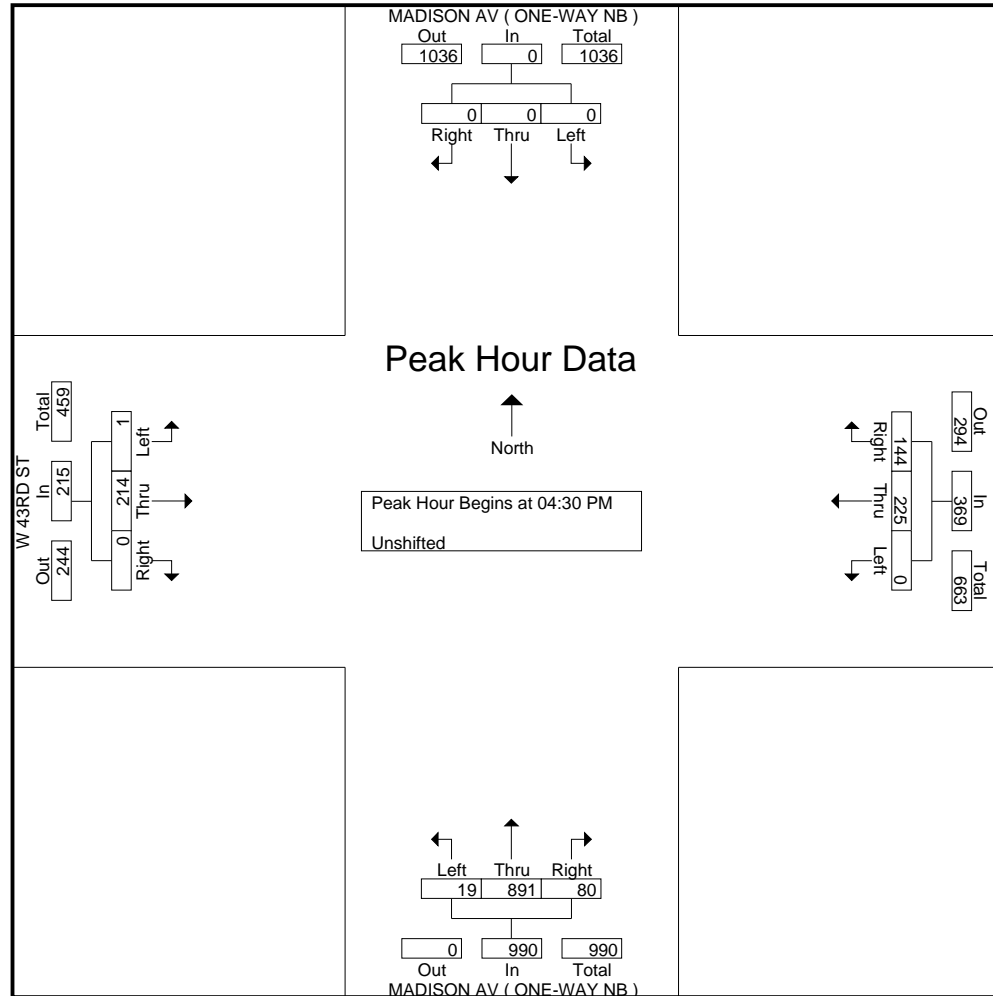 MADISON AV ( ONE-WAY NB )
Out In Total
1036 0 1036
0 0 0
Right Thru Left
Peak Hour Data
North
Peak Hour Begins at 04:30 PM
Unshifted
W 43RD ST
Total In Out
459 215 244
1 214 0
Left Thru Right
Right Thru Left
144 225 0
Out In Total
294 369 663
Left Thru Right
19 891 80
0 990 990
Out In Total
MADISON AV ( ONE-WAY NB )